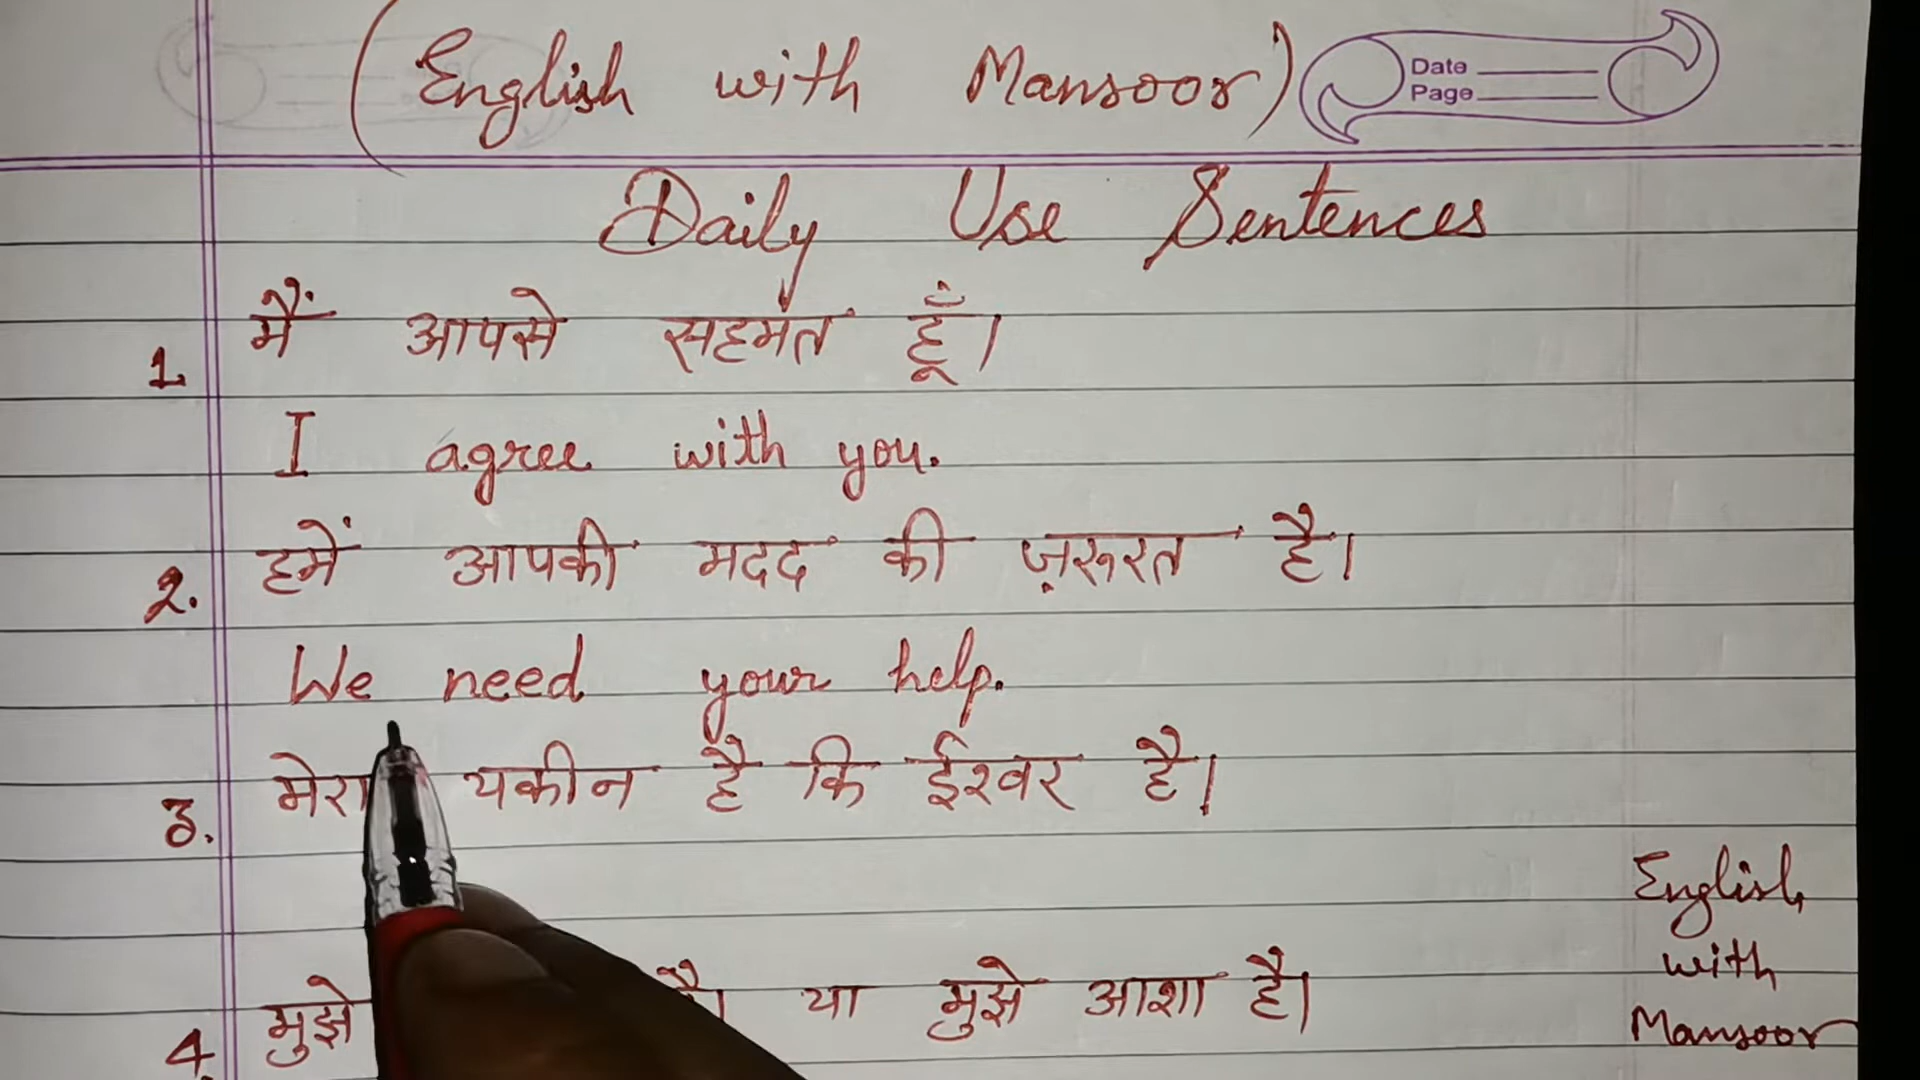 (English with Mansoor)
Date
Page
Daily Use Sentences
1. मैं आपसे सहमत हूँ।
I agree with you.
2. हमें आपकी मदद की ज़रूरत है।
We need your help.
3. मेरा यकीन है कि ईश्वर है।
4. मुझे है। या मुझे आशा है।
English
with
Mansoor